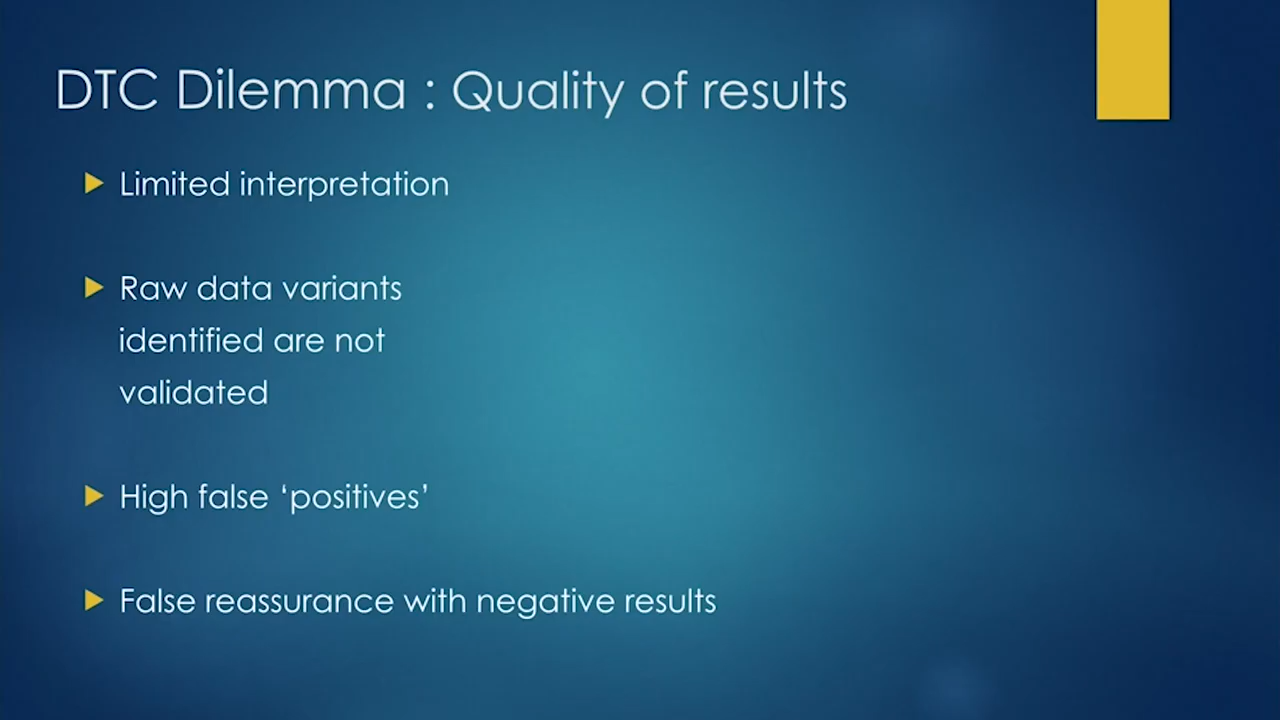 DTC Dilemma : Quality of results
Limited interpretation
Raw data variants
identified are not
validated
High false ‘positives’
False reassurance with negative results